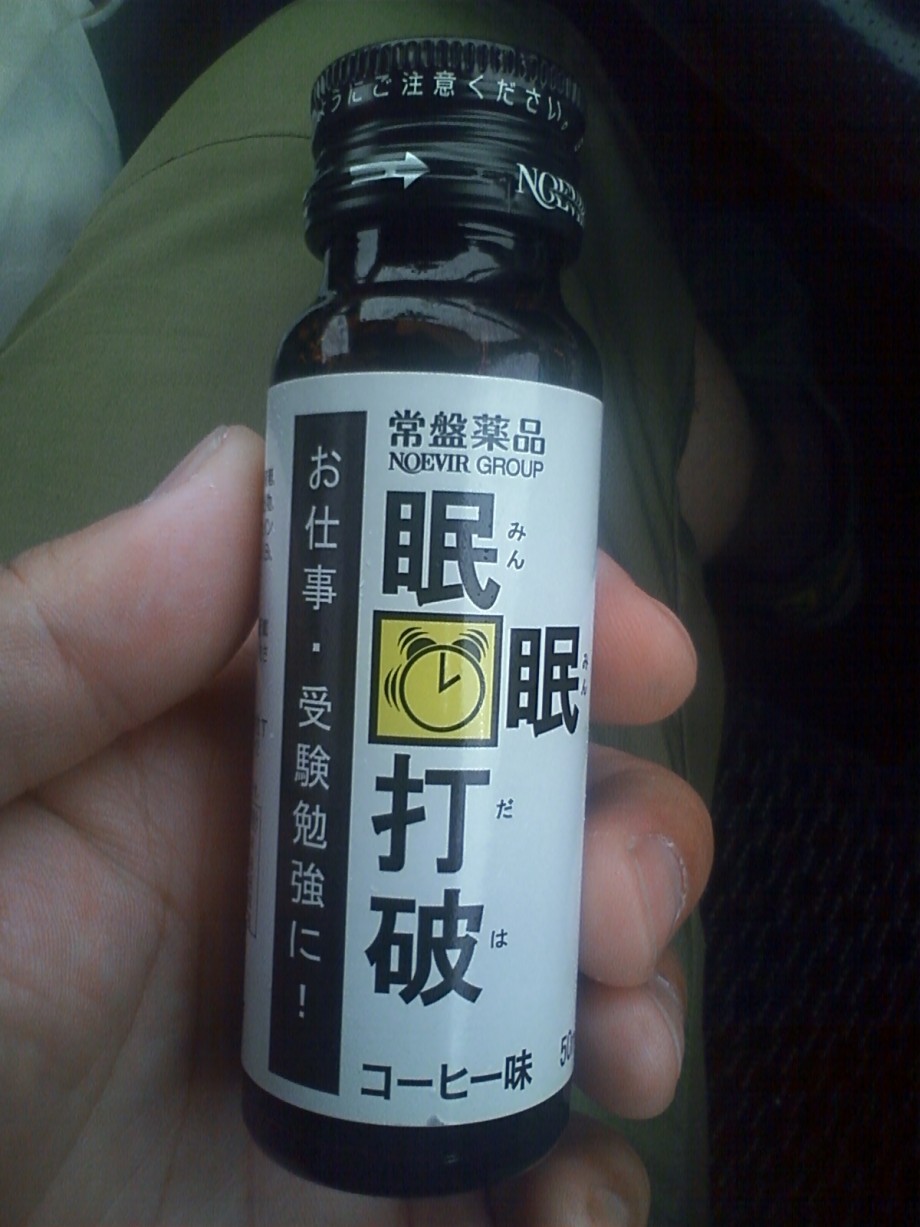 ようにご注意ください。
NOEVIR
常盤薬品
NOEVIR GROUP
眠眠打破
みんみんだは
お仕事・受験勉強に!
コーヒー味
50